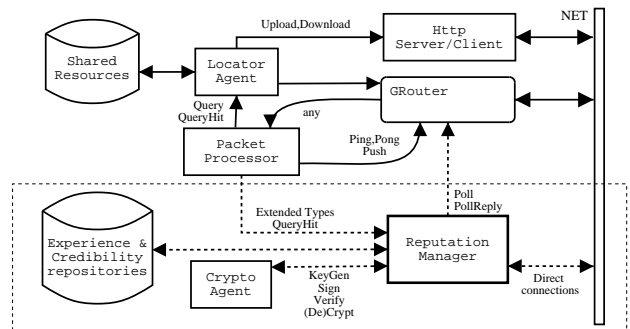 NET
Upload,Download
Http
Server/Client
Shared
Resources
Locator
Agent
GRouter
Query
QueryHit
any
Packet
Processor
Ping,Pong
Push
Poll
PollReply
Extended Types
QueryHit
Experience &
Credibility
repositories
Reputation
Manager
Crypto
Agent
KeyGen
Sign
Verify
(De)Crypt
Direct
connections